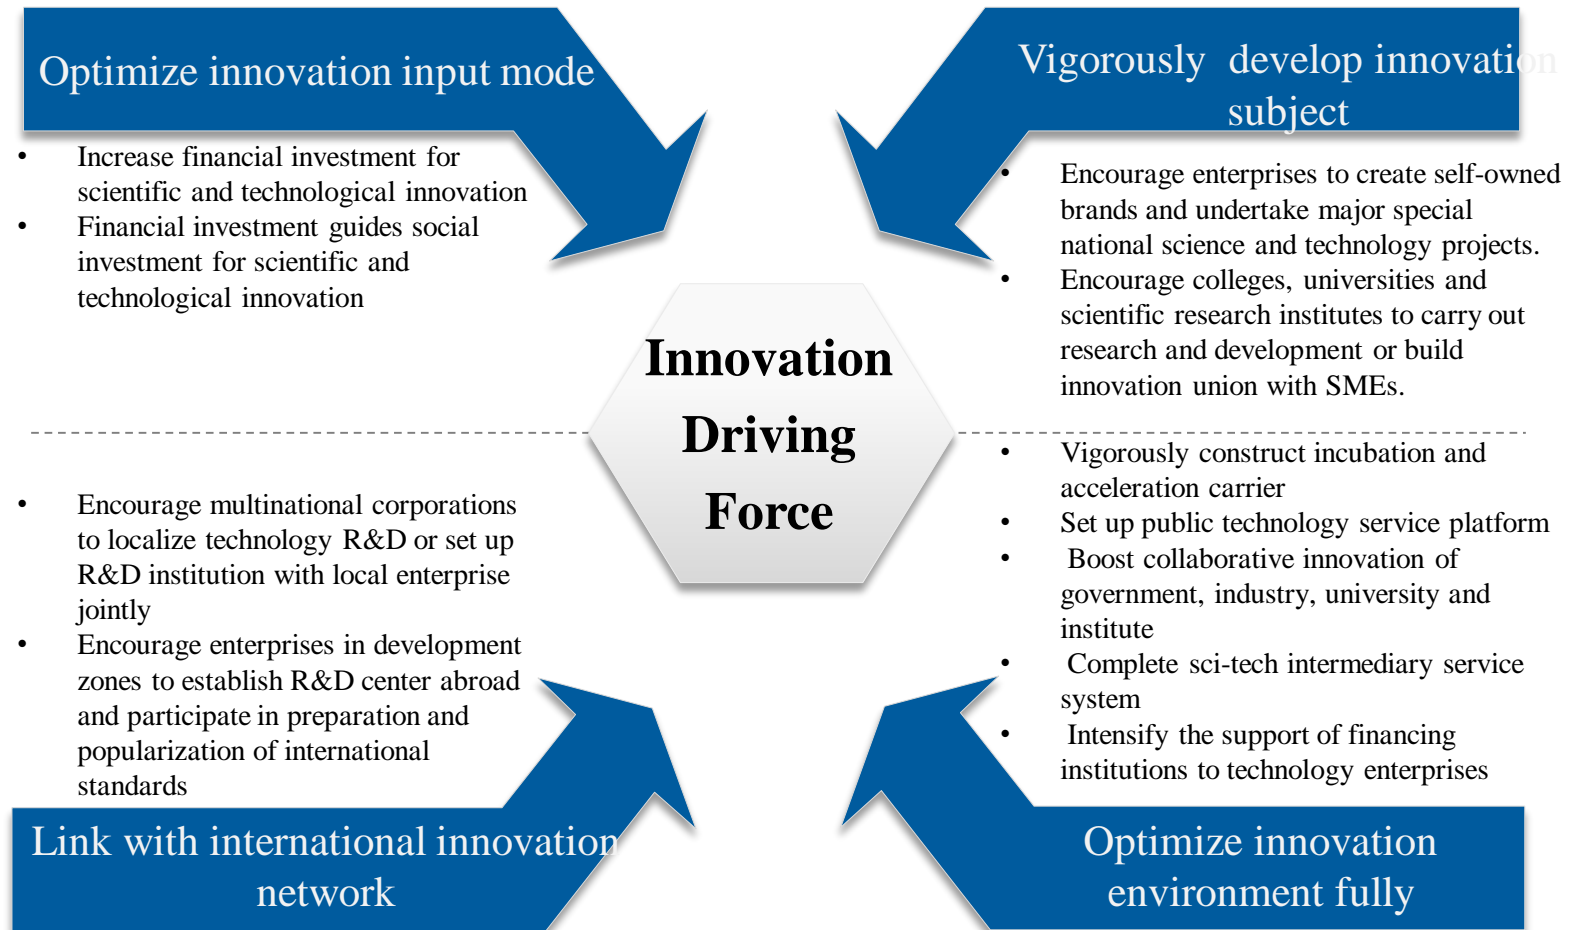 Optimize innovation input mode
• Increase financial investment for
scientific and technological innovation
• Financial investment guides social
investment for scientific and
technological innovation
Vigorously develop innovation
subject
• Encourage enterprises to create self-owned
brands and undertake major special
national science and technology projects.
• Encourage colleges, universities and
scientific research institutes to carry out
research and development or build
innovation union with SMEs.
Innovation
Driving
Force
• Encourage multinational corporations
to localize technology R&D or set up
R&D institution with local enterprise
jointly
• Encourage enterprises in development
zones to establish R&D center abroad
and participate in preparation and
popularization of international
standards
Link with international innovation
network
• Vigorously construct incubation and
acceleration carrier
• Set up public technology service platform
• Boost collaborative innovation of
government, industry, university and
institute
• Complete sci-tech intermediary service
system
• Intensify the support of financing
institutions to technology enterprises
Optimize innovation
environment fully